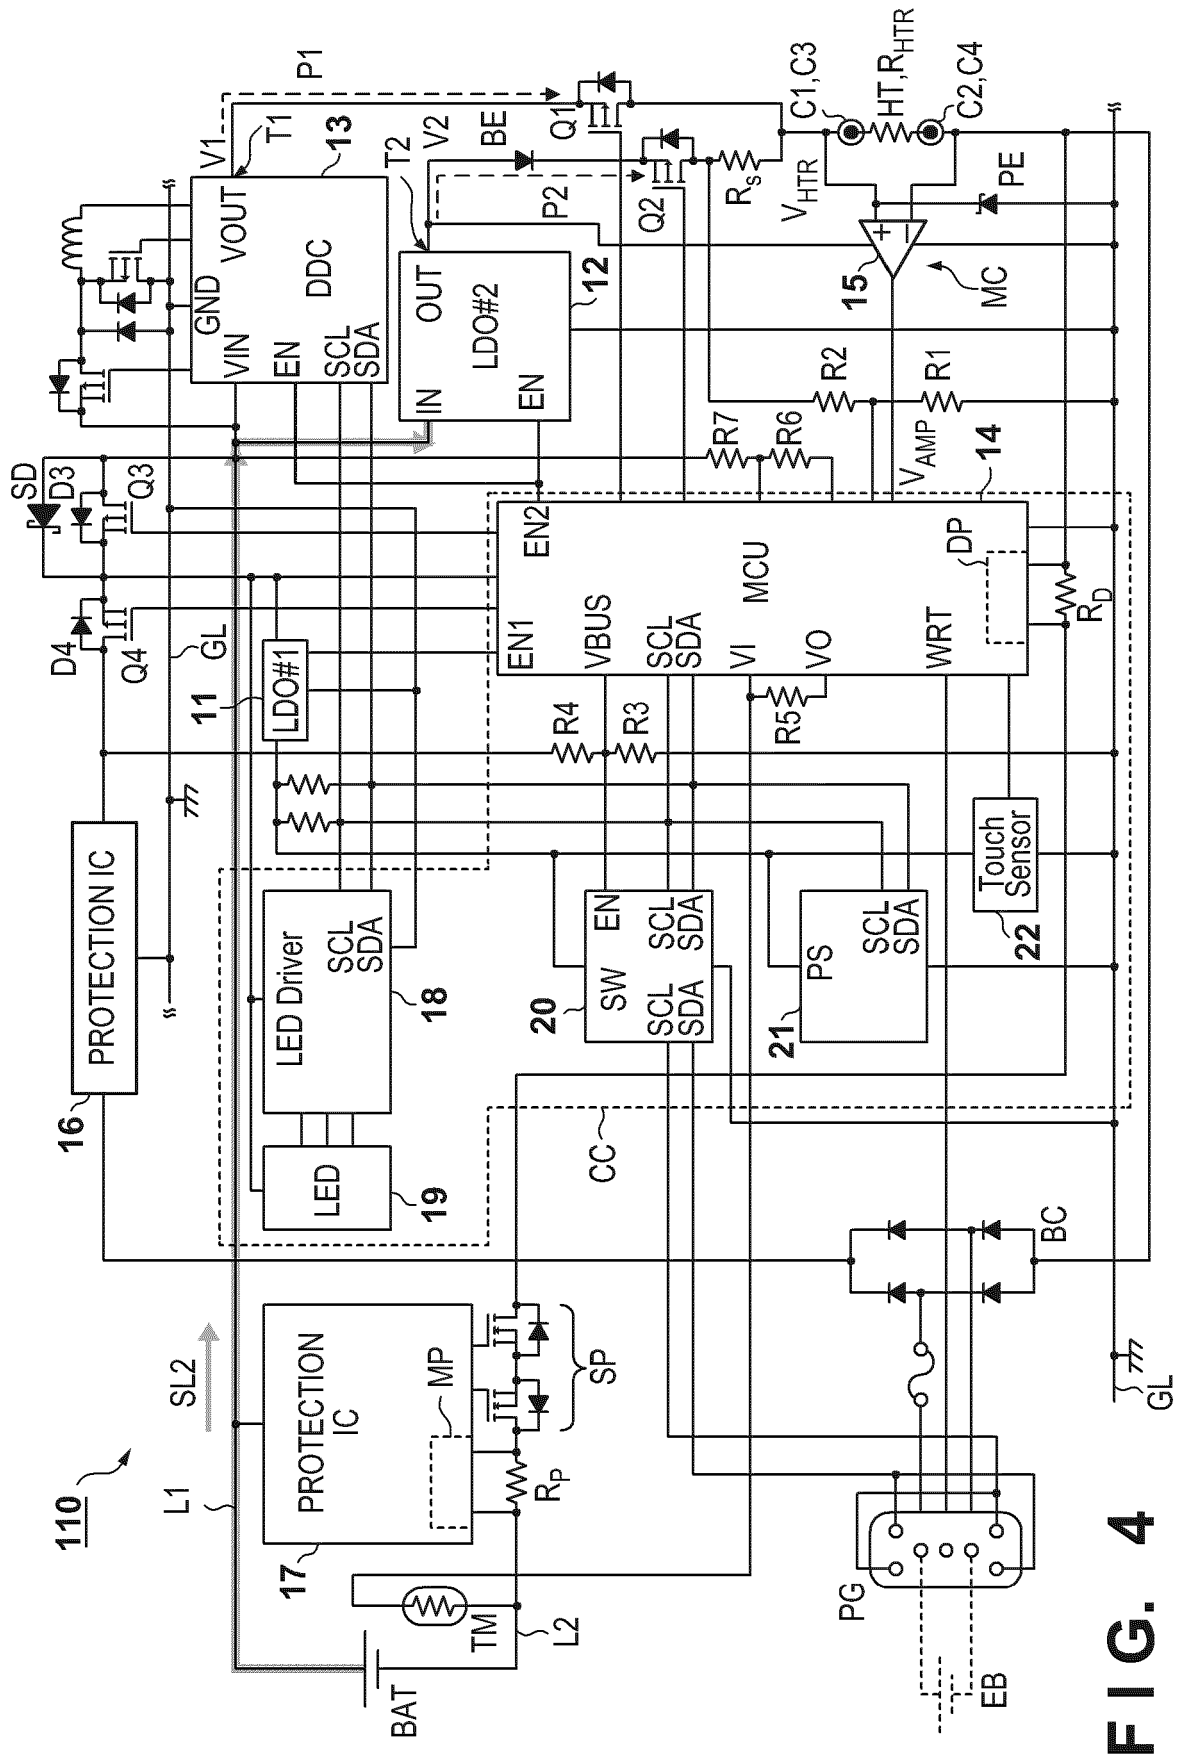 110
SL2
L1
16
PROTECTION IC
D4
Q4
SD
D3
Q3
GL
V1
P1
T1
VOUT
GND
VIN
EN
SCL
SDA
DDC
13
T2
V2
BE
P2
OUT
LDO#2
IN
EN
12
Q1
Q2
Rs
C1,C3
HT,RHTR
C2,C4
VHTR
PE
15
+
−
MC
R2
R1
R7
R6
VAMP
14
11
LDO#1
EN2
EN1
VBUS
SCL
SDA
VI
VO
WRT
MCU
DP
RD
R4
R3
R5
LED Driver
SCL
SDA
18
LED
19
CC
20
SW
EN
SCL
SDA
SCL
SDA
21
PS
SCL
SDA
Touch
Sensor
22
PROTECTION
IC
MP
17
SP
RP
TM
L2
BAT
BC
PG
EB
GL
FIG. 4